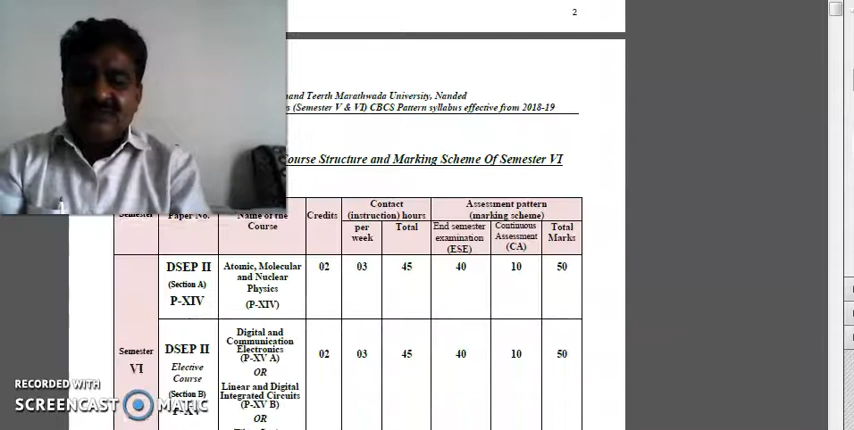 2
and Teerth Marathwada University, Nanded
(Semester V & VI) CBCS Pattern syllabus effective from 2018-19
ourse Structure and Marking Scheme Of Semester VI
Semester
Paper No.
Name of the
Course
Credits
Contact
(instruction) hours
per
week
Total
Assessment pattern
(marking scheme)
End semester
examination
(ESE)
Continuous
Assessment
(CA)
Total
Marks
Semester
VI
DSEP II
(Section A)
P-XIV
Atomic, Molecular
and Nuclear
Physics
(P-XIV)
02
03
45
40
10
50
DSEP II
Elective
Course
(Section B)
P-XV
Digital and
Communication
Electronics
(P-XV A)
OR
Linear and Digital
Integrated Circuits
(P-XV B)
OR
02
03
45
40
10
50
RECORDED WITH
SCREENCAST MATIC